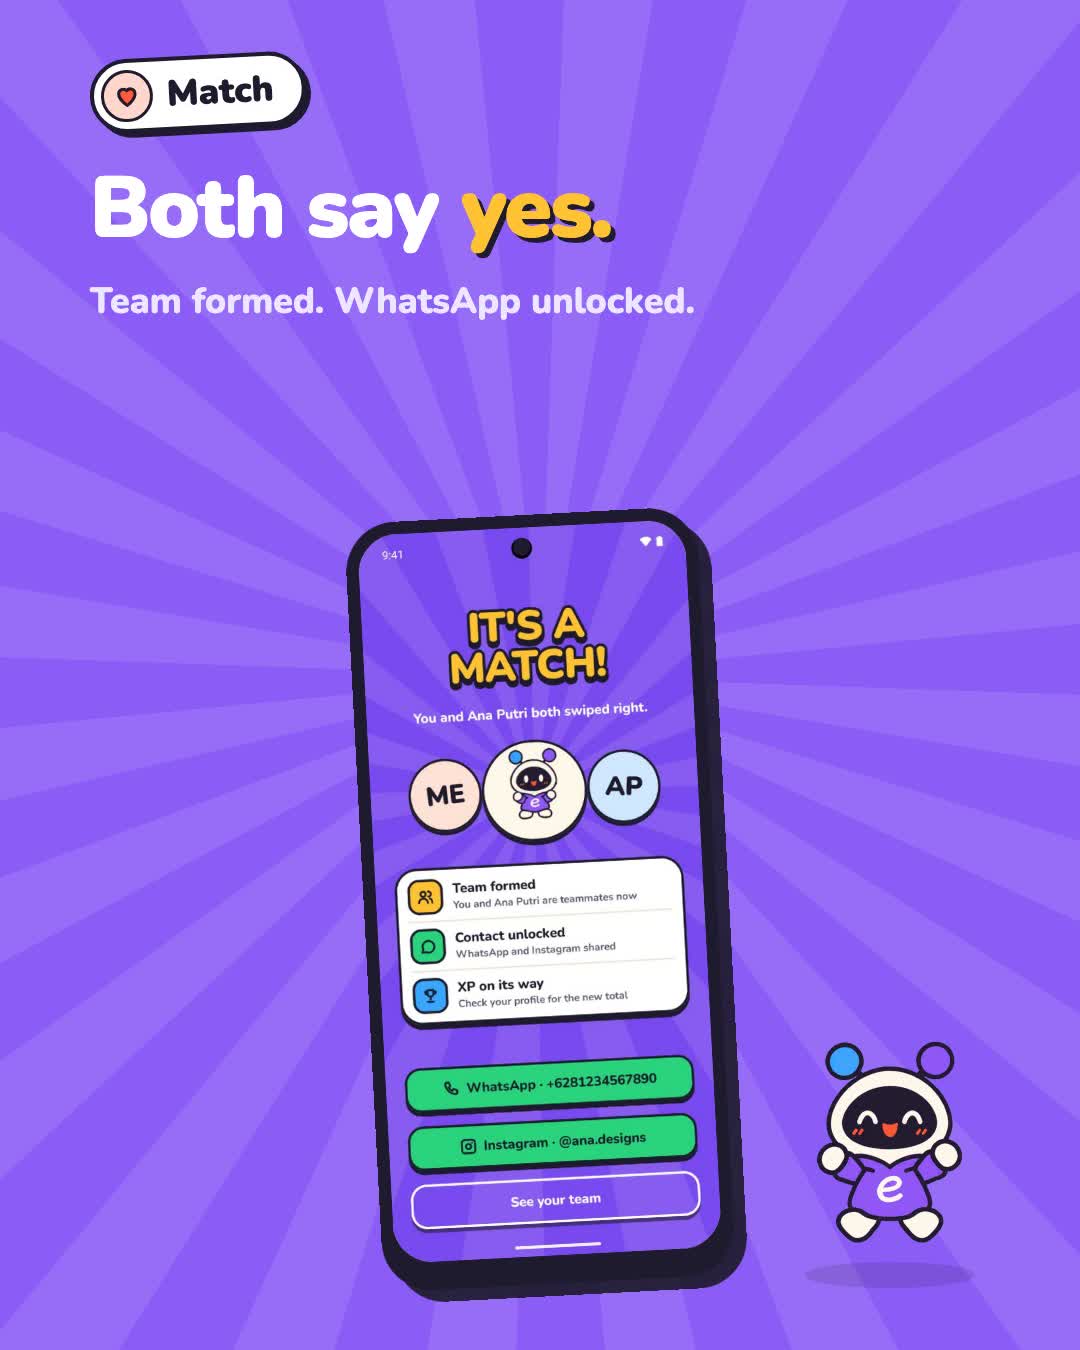 Match
Both say yes.
Team formed. WhatsApp unlocked.
9:41
IT'S A
MATCH!
You and Ana Putri both swiped right.
ME
e
AP
Team formed
You and Ana Putri are teammates now
Contact unlocked
WhatsApp and Instagram shared
XP on its way
Check your profile for the new total
WhatsApp · +6281234567890
Instagram · @ana.designs
See your team
e